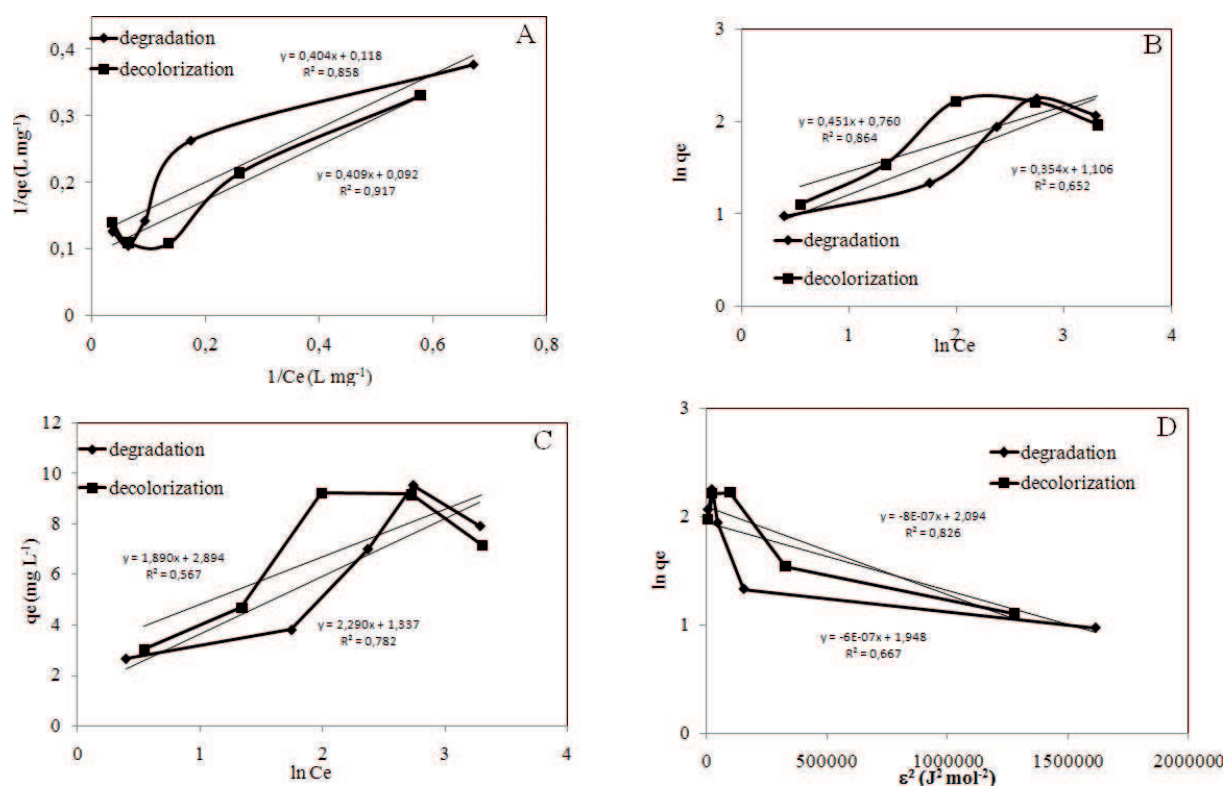 A
degradation
decolorization
y = 0,404x + 0,118
R² = 0,858
y = 0,409x + 0,092
R² = 0,917
1/qe (L mg⁻¹)
0,4
0,3
0,2
0,1
0
0 0,2 0,4 0,6 0,8
1/Ce (L mg⁻¹)
B
y = 0,451x + 0,760
R² = 0,864
y = 0,354x + 1,106
R² = 0,652
degradation
decolorization
ln qe
3
2
1
0
0 1 2 3 4
ln Ce
C
degradation
decolorization
y = 1,890x + 2,894
R² = 0,567
y = 2,290x + 1,337
R² = 0,782
qe (mg L⁻¹)
12
10
8
6
4
2
0
0 1 2 3 4
ln Ce
D
degradation
decolorization
y = -8E-07x + 2,094
R² = 0,826
y = -6E-07x + 1,948
R² = 0,667
ln qe
3
2
1
0
0 500000 1000000 1500000 2000000
ε² (J² mol⁻²)